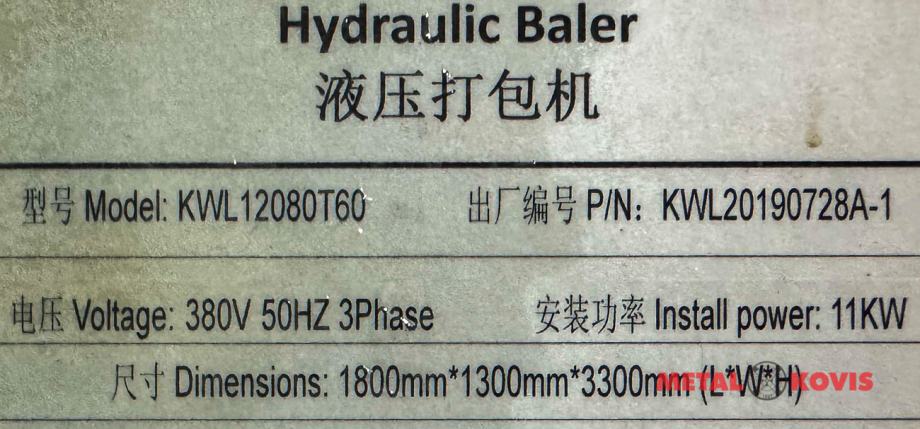 Hydraulic Baler
液压打包机
型号 Model: KWL12080T60 出厂编号 P/N: KWL20190728A-1
电压 Voltage: 380V 50HZ 3Phase 安装功率 Install power: 11KW
尺寸 Dimensions: 1800mm*1300mm*3300mm (L*W*H)
METAL KOVIS